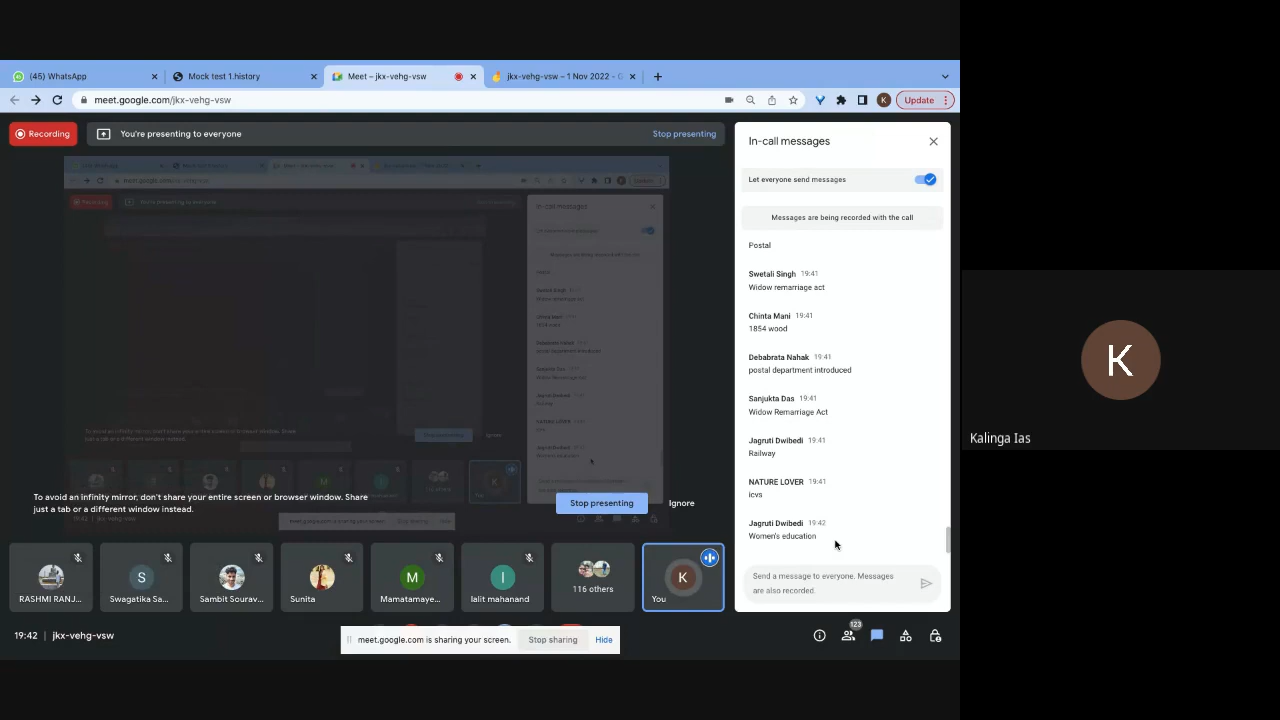 (45) WhatsApp
Mock test 1.history
Meet – jkx-vehg-vsw
jkx-vehg-vsw – 1 Nov 2022 - G
meet.google.com/jkx-vehg-vsw
K
Update
Recording
You're presenting to everyone
Stop presenting
In-call messages
Let everyone send messages
Messages are being recorded with the call
Postal
Swetali Singh 19:41
Widow remarriage act
Chinta Mani 19:41
1854 wood
Debabrata Nahak 19:41
postal department introduced
Sanjukta Das 19:41
Widow Remarriage Act
Jagruti Dwibedi 19:41
Railway
NATURE LOVER 19:41
icvs
Jagruti Dwibedi 19:42
Women's education
Send a message to everyone. Messages
are also recorded.
To avoid an infinity mirror, don't share your entire screen or browser window. Share
just a tab or a different window instead.
Stop presenting
Ignore
RASHMI RANJ...
S
Swagatika Sa...
Sambit Sourav...
Sunita
M
Mamatamaye...
I
lalit mahanand
116 others
K
You
19:42 | jkx-vehg-vsw
meet.google.com is sharing your screen.
Stop sharing
Hide
123
K
Kalinga Ias